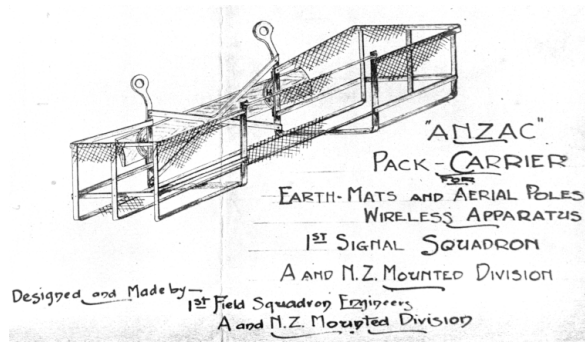 "ANZAC"
PACK-CARRIER
FOR
EARTH-MATS AND AERIAL POLES
WIRELESS APPARATUS
1ST SIGNAL SQUADRON
A AND N.Z. MOUNTED DIVISION
Designed and Made by—
1st Field Squadron Engineers
A and N.Z. Mounted Division